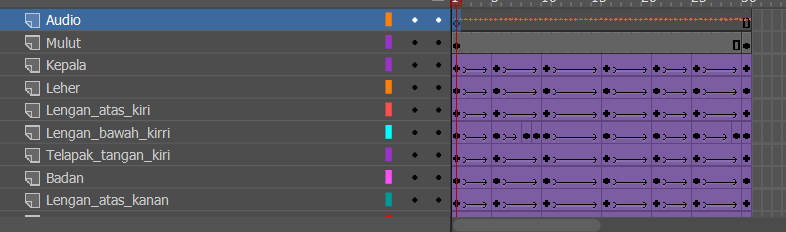 Audio
Mulut
Kepala
Leher
Lengan_atas_kiri
Lengan_bawah_kirri
Telapak_tangan_kiri
Badan
Lengan_atas_kanan